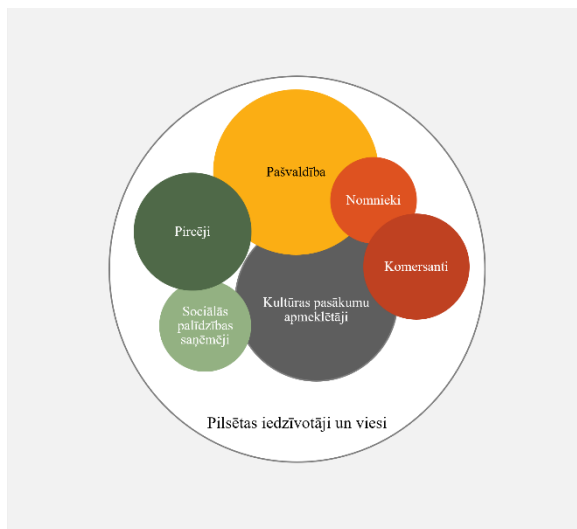 Pašvaldība
Nomnieki
Pircēji
Komersanti
Kultūras pasākumu
apmeklētāji
Sociālās
palīdzības
saņēmēji
Pilsētas iedzīvotāji un viesi